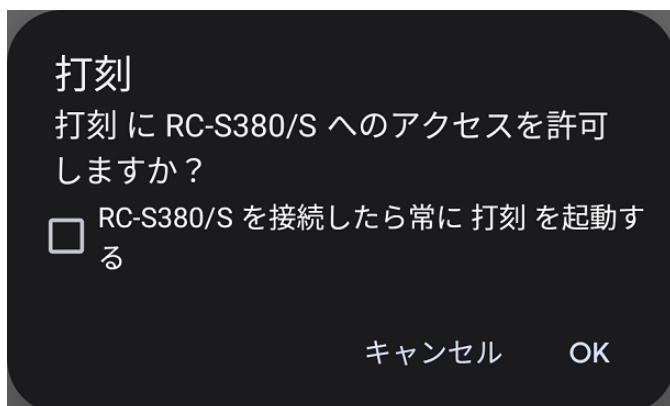 打刻
打刻 に RC-S380/S へのアクセスを許可
しますか？
RC-S380/S を接続したら常に 打刻 を起動す
る
キャンセル OK